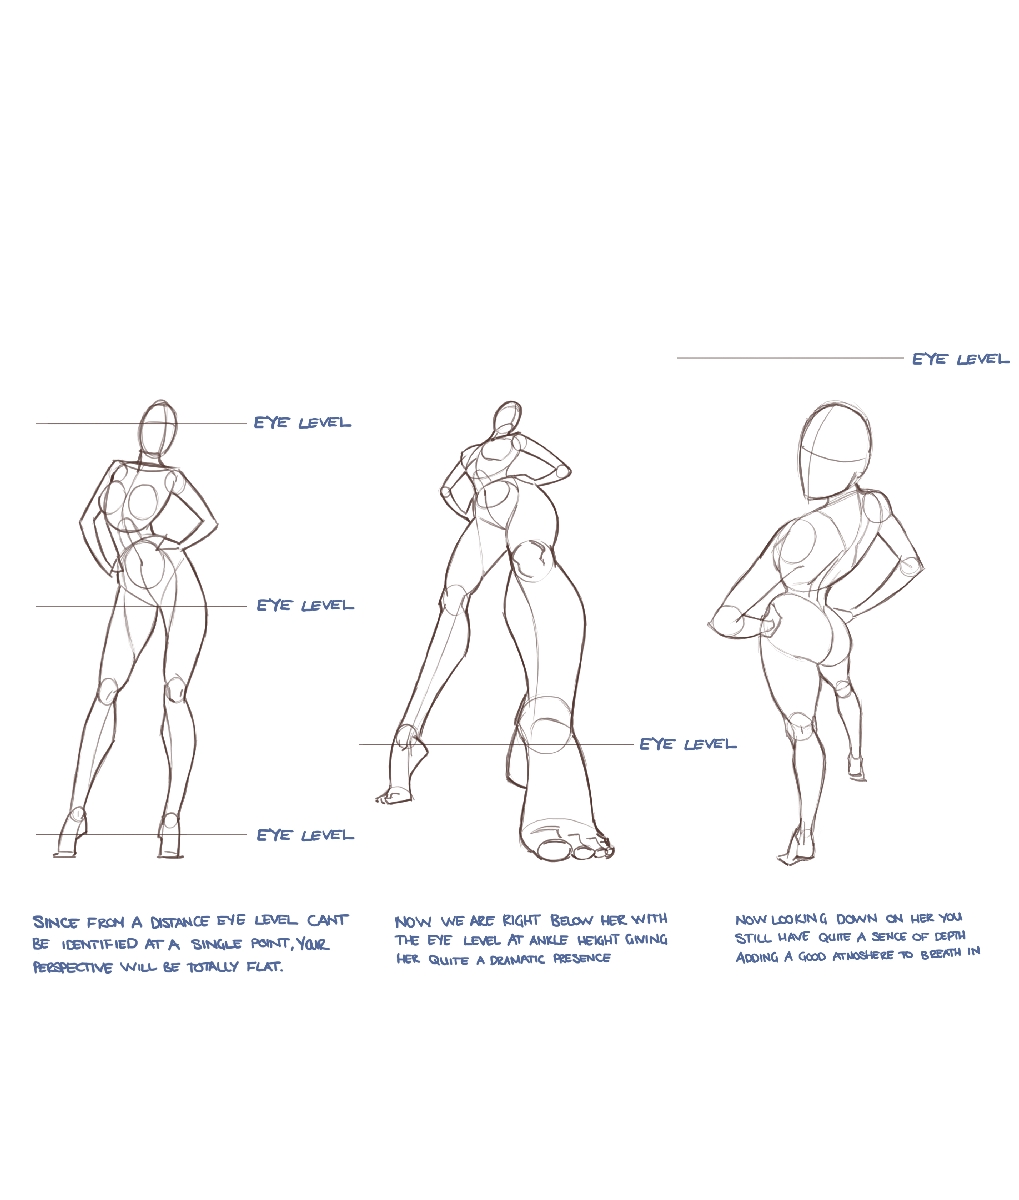 EYE LEVEL
EYE LEVEL
EYE LEVEL
EYE LEVEL
EYE LEVEL
SINCE FROM A DISTANCE EYE LEVEL CANT
BE IDENTIFIED AT A SINGLE POINT, YOUR
PERSPECTIVE WILL BE TOTALLY FLAT.
NOW WE ARE RIGHT BELOW HER WITH
THE EYE LEVEL AT ANKLE HEIGHT GIVING
HER QUITE A DRAMATIC PRESENCE
NOW LOOKING DOWN ON HER YOU
STILL HAVE QUITE A SENCE OF DEPTH
ADDING A GOOD ATMOSHERE TO BREATH IN